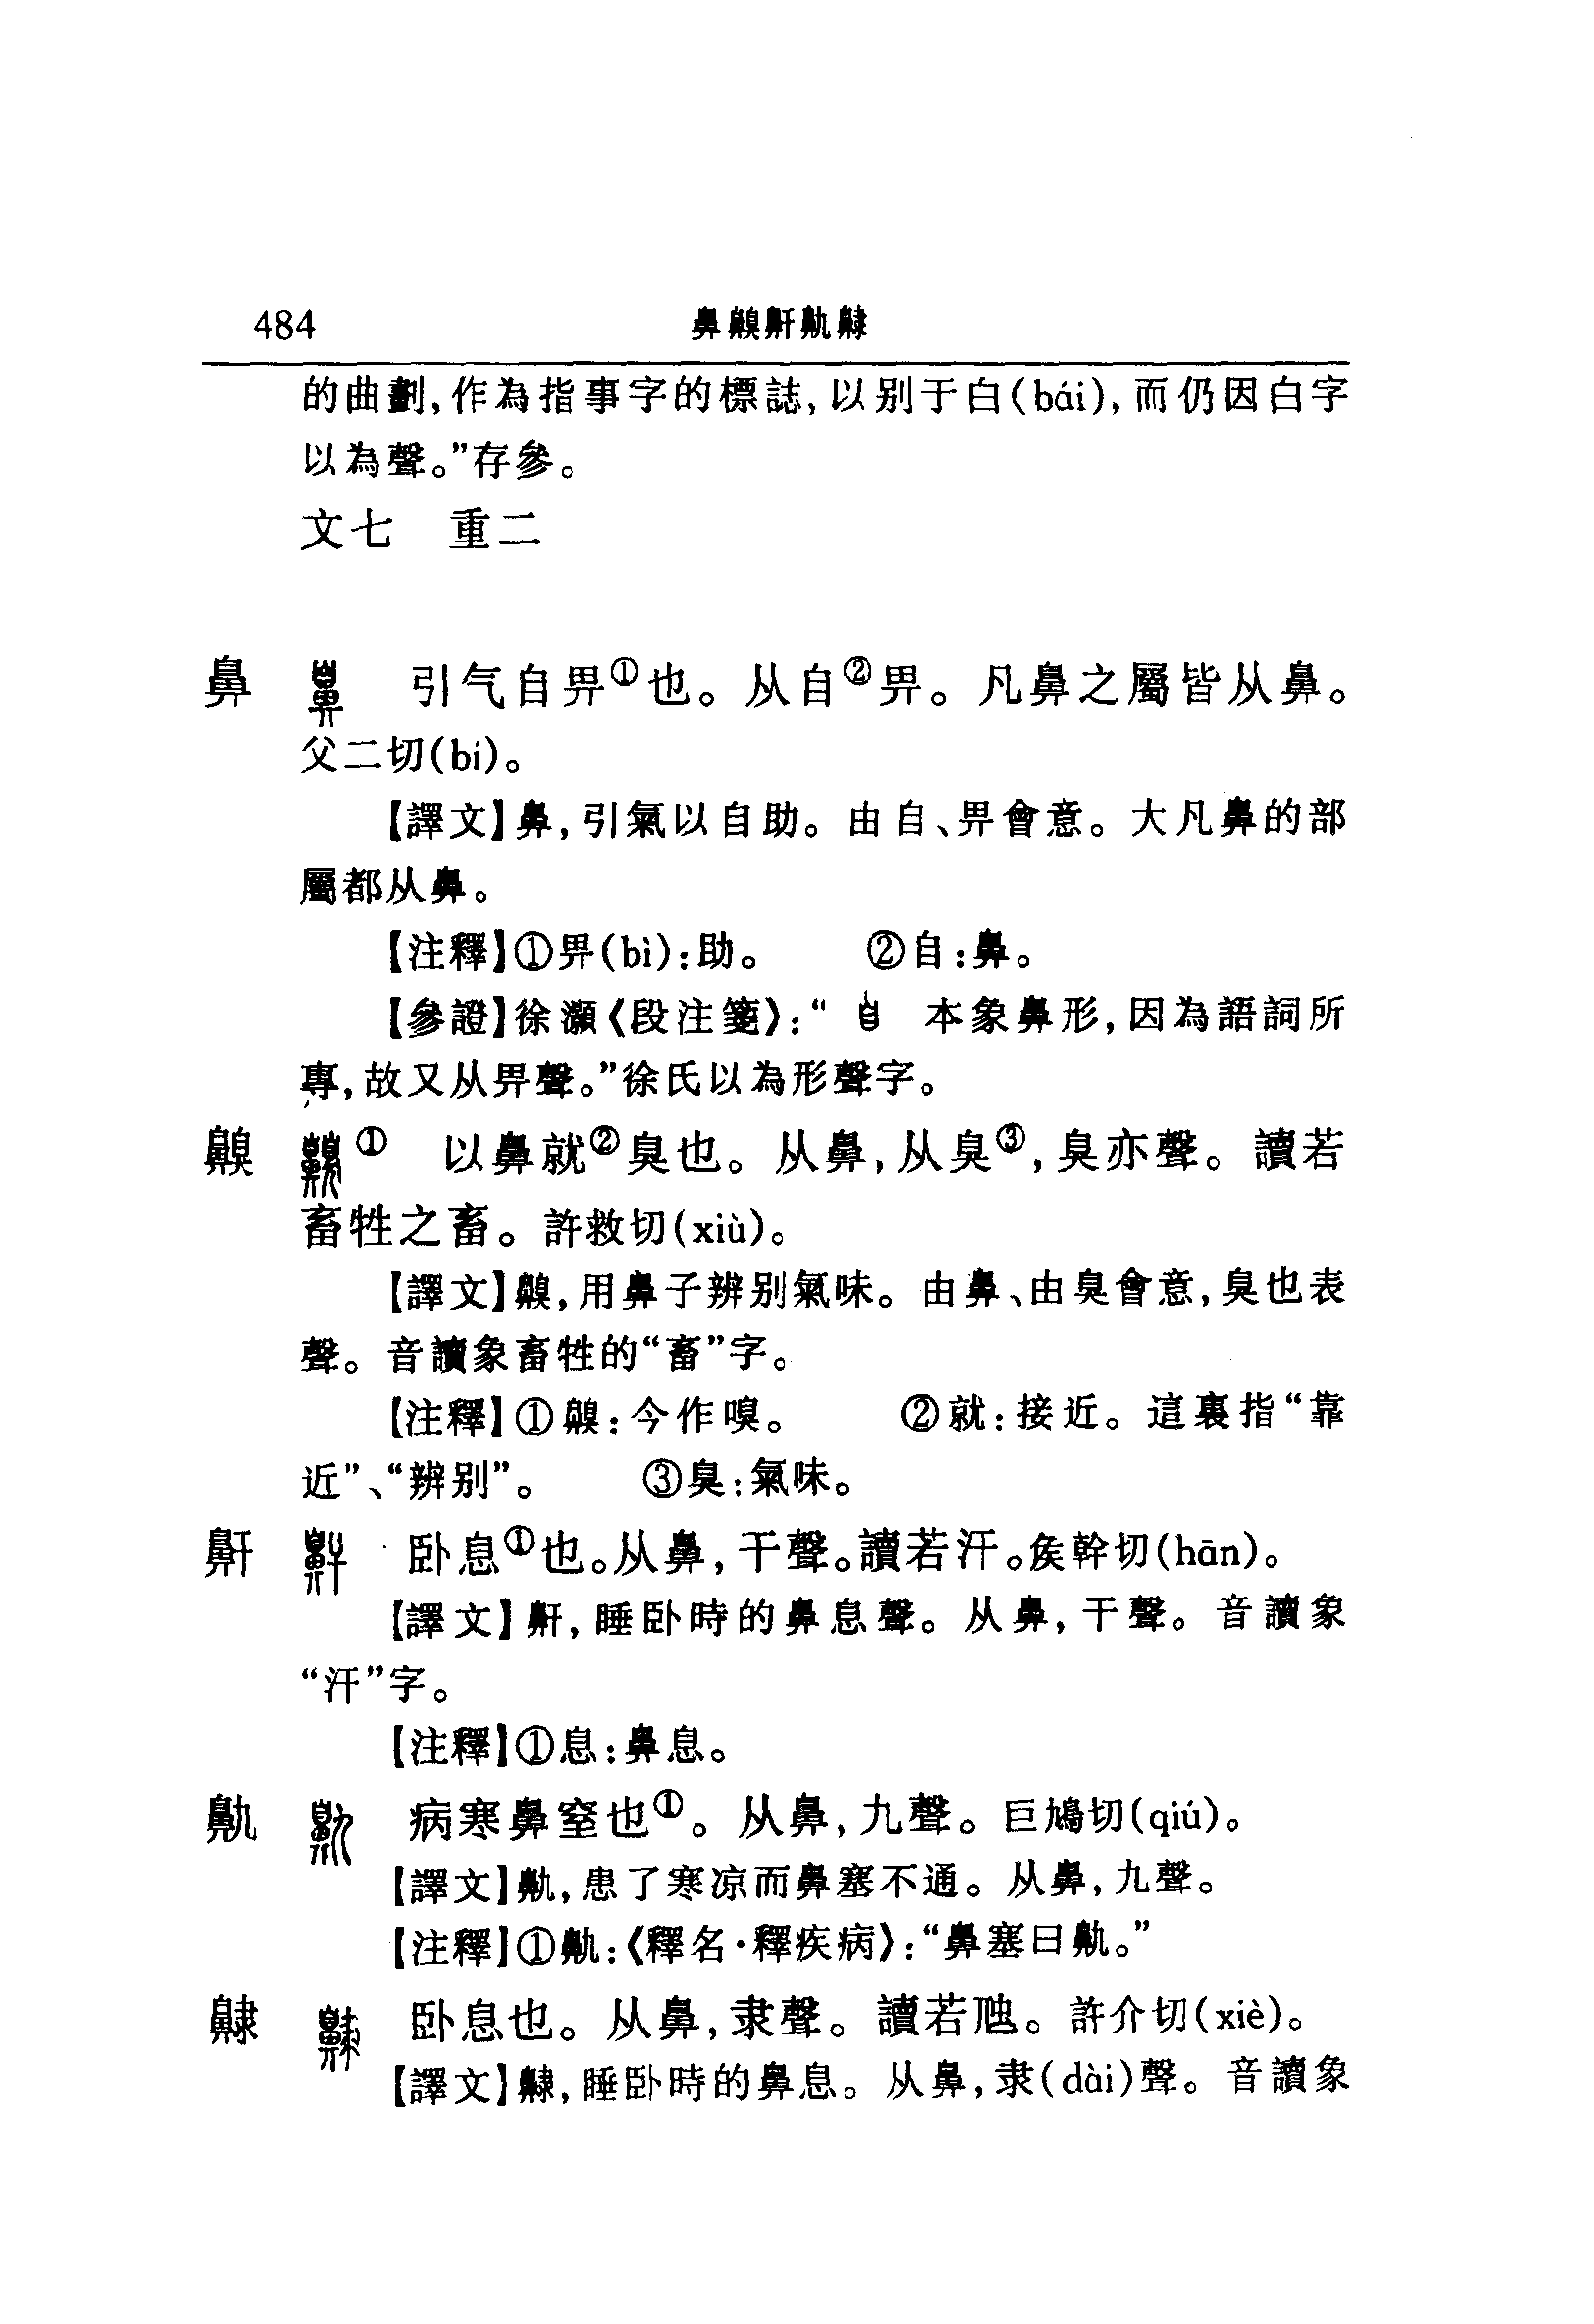 484 鼻齅鼾鼽齂
的曲劃,作為指事字的標誌,以别于白(bái),而仍因白字
以為聲。”存參。
文七 重二
鼻 引气自畀①也。从自②畀。凡鼻之屬皆从鼻。
父二切(bí)。
【譯文】鼻,引氣以自助。由自、畀會意。大凡鼻的部
屬都从鼻。
【注釋】①畀(bì):助。 ②自:鼻。
【參證】徐灝《段注箋》:“ 本象鼻形,因為語詞所
專,故又从畀聲。”徐氏以為形聲字。
齅 ① 以鼻就②臭也。从鼻,从臭③,臭亦聲。讀若
畜牲之畜。許救切(xiù)。
【譯文】齅,用鼻子辨别氣味。由鼻、由臭會意,臭也表
聲。音讀象畜牲的“畜”字。
【注釋】①齅:今作嗅。 ②就:接近。這裏指“靠
近”、“辨别”。 ③臭:氣味。
鼾 卧息①也。从鼻,干聲。讀若汗。矦幹切(hān)。
【譯文】鼾,睡卧時的鼻息聲。从鼻,干聲。音讀象
“汗”字。
【注釋】①息:鼻息。
鼽 病寒鼻窒也①。从鼻,九聲。巨鳩切(qiú)。
【譯文】鼽,患了寒凉而鼻塞不通。从鼻,九聲。
【注釋】①鼽:《釋名·釋疾病》:“鼻塞曰鼽。”
齂 卧息也。从鼻,隶聲。讀若虺。許介切(xiè)。
【譯文】齂,睡卧時的鼻息。从鼻,隶(dài)聲。音讀象